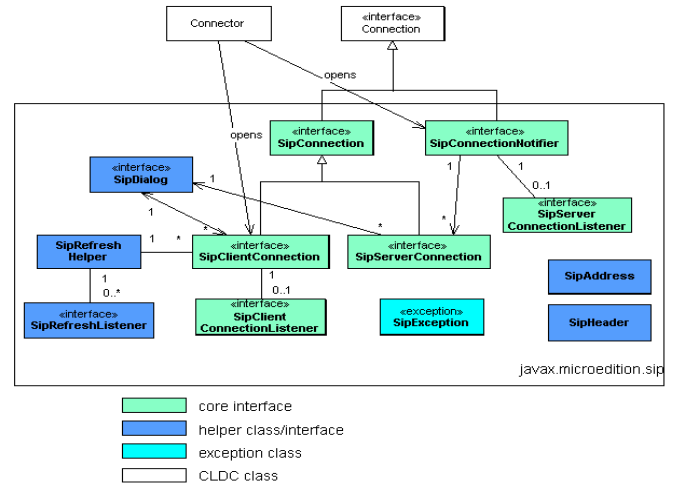 Connector
«interface»
Connection
opens
opens
«interface»
SipConnection
«interface»
SipConnectionNotifier
«interface»
SipDialog
1
1
1
0..1
«interface»
SipServer
ConnectionListener
1
*
*
*
SipRefresh
Helper
1
*
«interface»
SipClientConnection
«interface»
SipServerConnection
1
0..*
1
0..1
«interface»
SipRefreshListener
«interface»
SipClient
ConnectionListener
«exception»
SipException
SipAddress
SipHeader
javax.microedition.sip
core interface
helper class/interface
exception class
CLDC class